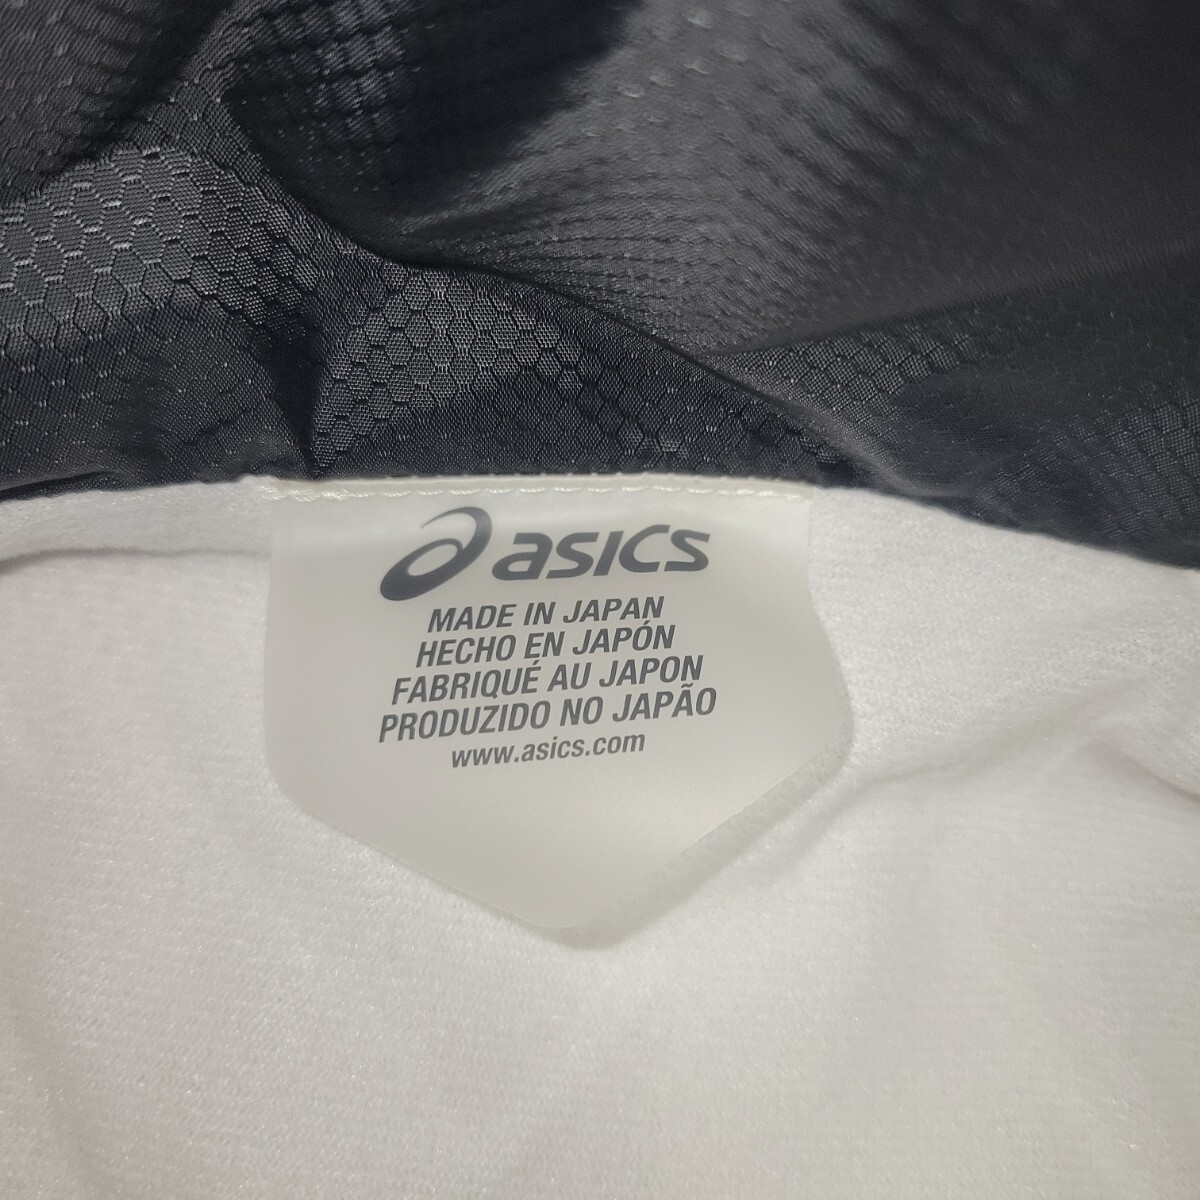 asics
MADE IN JAPAN
HECHO EN JAPÓN
FABRIQUÉ AU JAPON
PRODUZIDO NO JAPÃO
www.asics.com